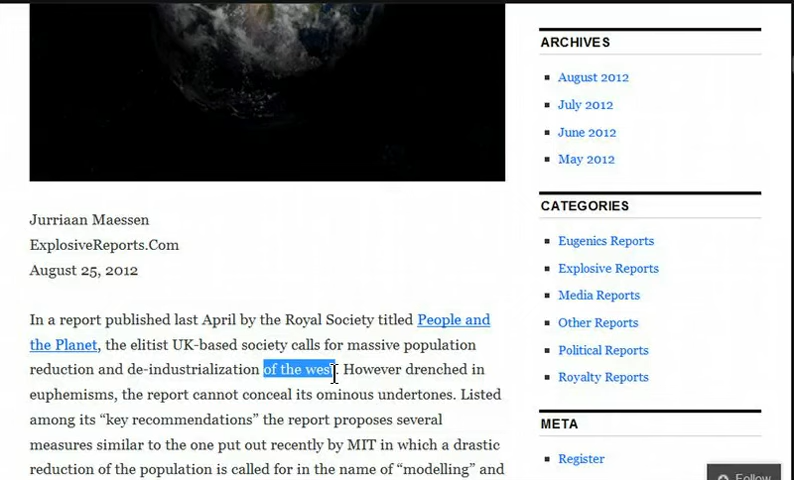 Jurriaan Maessen
ExplosiveReports.Com
August 25, 2012
In a report published last April by the Royal Society titled People and
the Planet, the elitist UK-based society calls for massive population
reduction and de-industrialization of the west. However drenched in
euphemisms, the report cannot conceal its ominous undertones. Listed
among its “key recommendations” the report proposes several
measures similar to the one put out recently by MIT in which a drastic
reduction of the population is called for in the name of “modelling” and
ARCHIVES
August 2012
July 2012
June 2012
May 2012
CATEGORIES
Eugenics Reports
Explosive Reports
Media Reports
Other Reports
Political Reports
Royalty Reports
META
Register
Follow